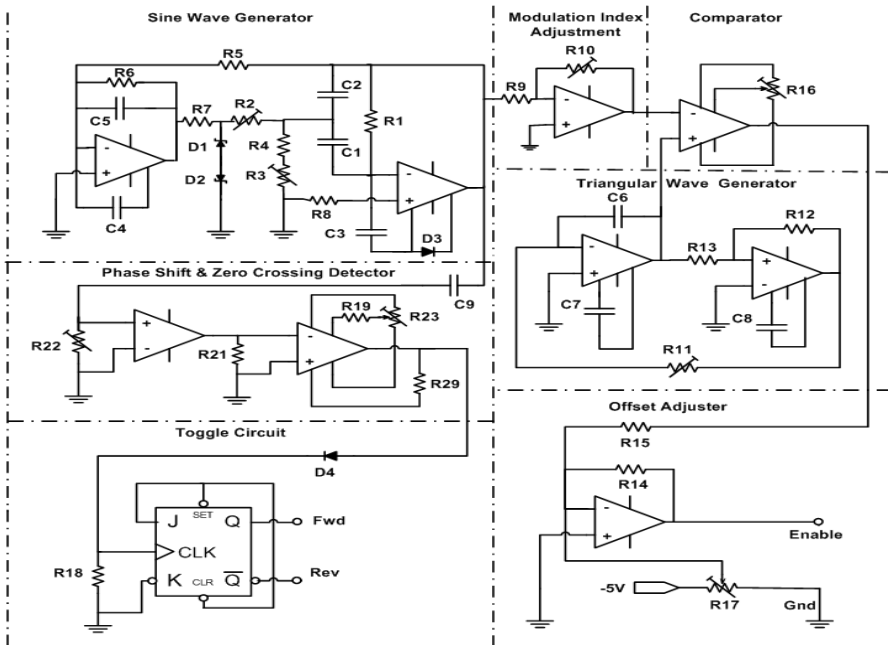 Sine Wave Generator
R5
R6
C5
R7
R2
D1
D2
R4
R3
C4
C2
C1
R1
R8
C3
D3
-
+
-
+
Modulation Index
Adjustment
R10
R9
-
+
Comparator
R16
-
+
Triangular Wave Generator
C6
R12
R13
-
+
+
-
C7
C8
R11
Phase Shift & Zero Crossing Detector
C9
R19
R23
R22
R21
R29
+
-
-
+
Toggle Circuit
D4
J
SET
Q
Fwd
CLK
R18
K
CLR
Q
Rev
Offset Adjuster
R15
R14
-
+
Enable
-5V
R17
Gnd